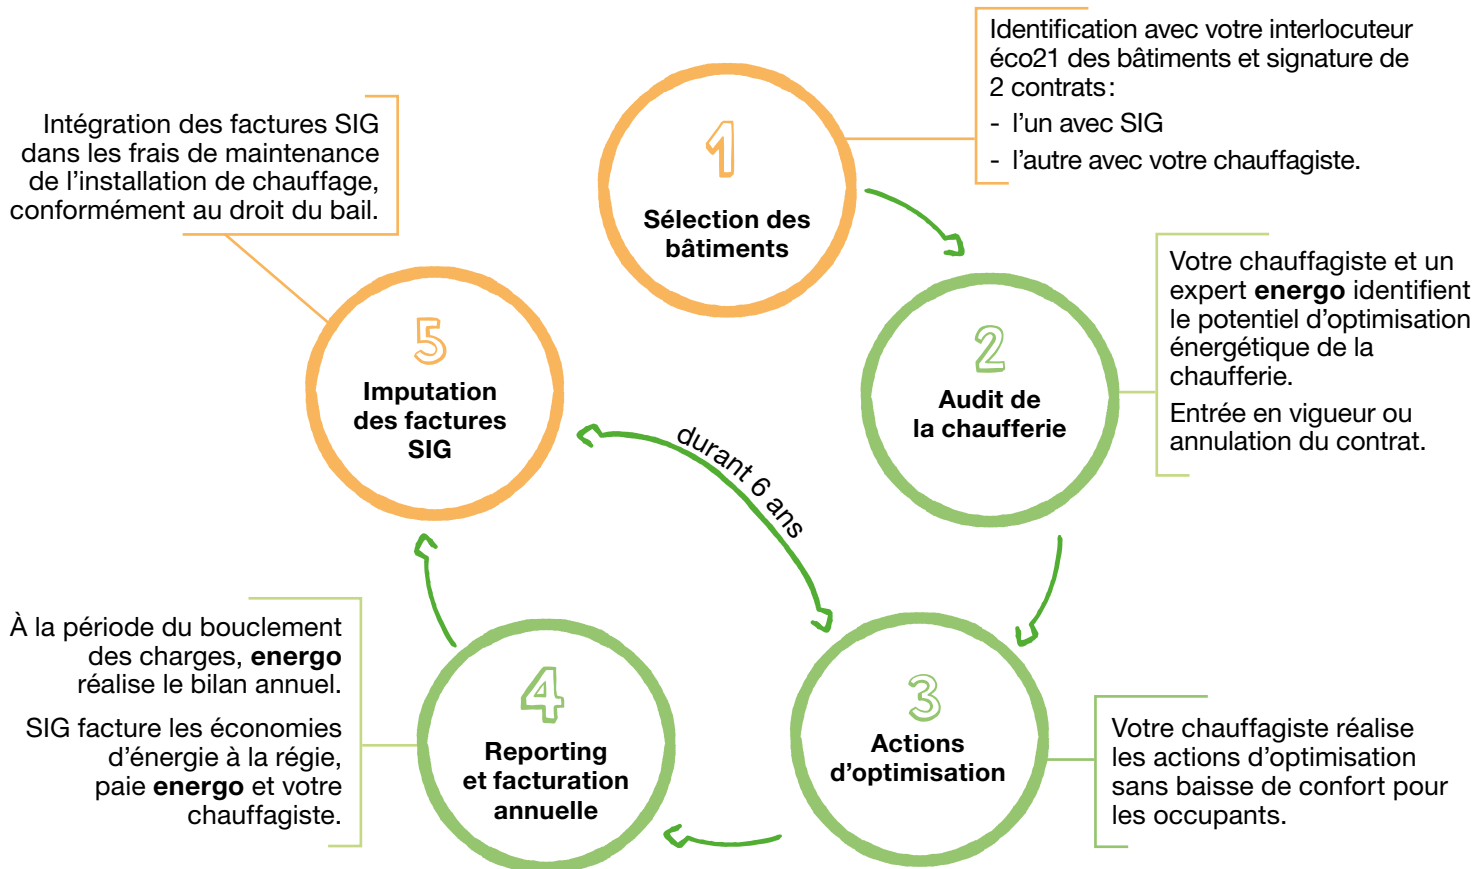 1
Sélection des
bâtiments
Identification avec votre interlocuteur
éco21 des bâtiments et signature de
2 contrats :
- l’un avec SIG
- l’autre avec votre chauffagiste.
2
Audit de
la chaufferie
Votre chauffagiste et un
expert energo identifient
le potentiel d’optimisation
énergétique de la
chaufferie.
Entrée en vigueur ou
annulation du contrat.
3
Actions
d’optimisation
Votre chauffagiste réalise
les actions d’optimisation
sans baisse de confort pour
les occupants.
4
Reporting
et facturation
annuelle
À la période du bouclement
des charges, energo
réalise le bilan annuel.
SIG facture les économies
d’énergie à la régie,
paie energo et votre
chauffagiste.
5
Imputation
des factures
SIG
Intégration des factures SIG
dans les frais de maintenance
de l’installation de chauffage,
conformément au droit du bail.
durant 6 ans